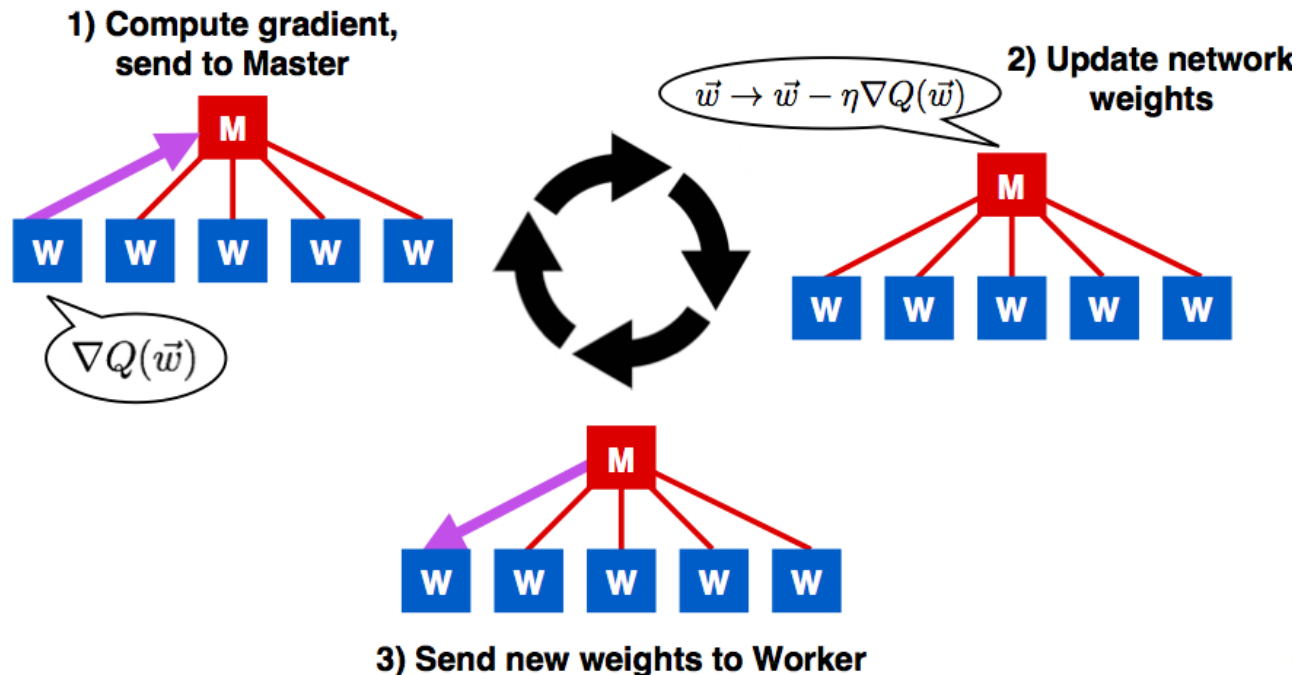 1) Compute gradient,
send to Master
M
W W W W W
∇Q(w⃗)
2) Update network
weights
w⃗ → w⃗ − η∇Q(w⃗)
M
W W W W W
M
W W W W W
3) Send new weights to Worker